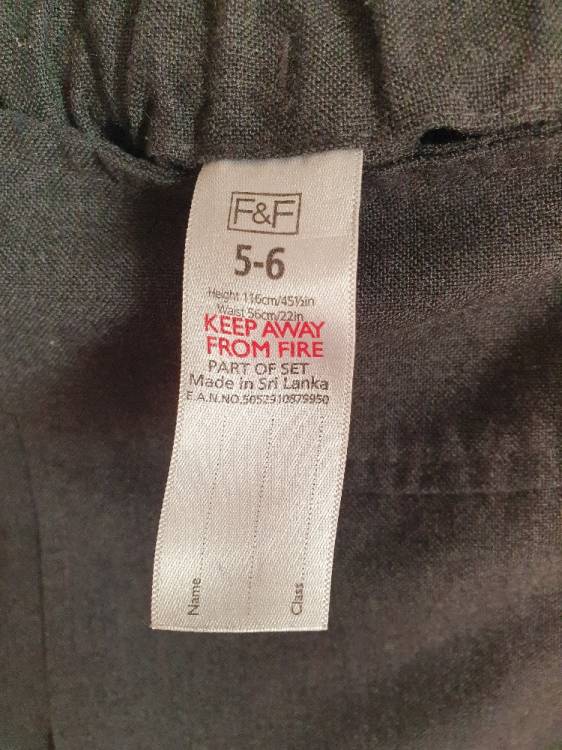 F&F
5-6
Height 116cm/45½in
Waist 56cm/22in
KEEP AWAY
FROM FIRE
PART OF SET
Made in Sri Lanka
E.A.N.NO.5052910879950
Name
Class